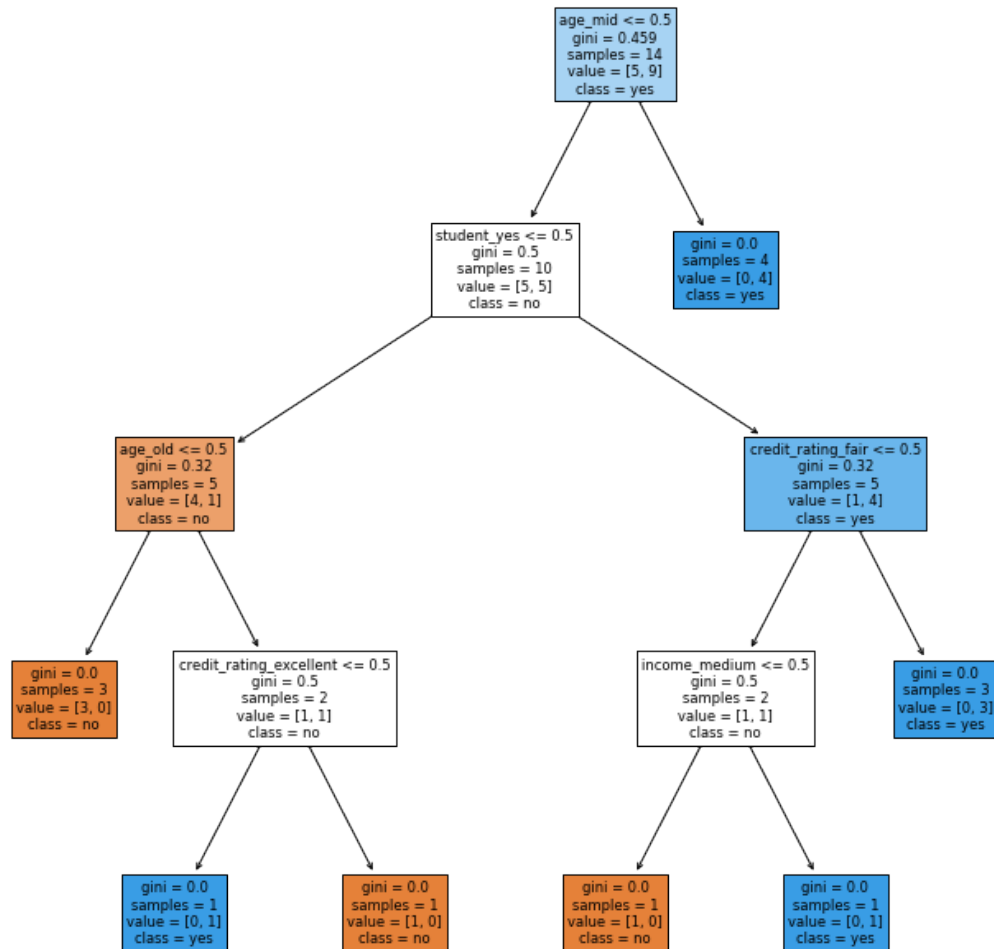 age_mid <= 0.5
gini = 0.459
samples = 14
value = [5, 9]
class = yes
student_yes <= 0.5
gini = 0.5
samples = 10
value = [5, 5]
class = no
gini = 0.0
samples = 4
value = [0, 4]
class = yes
age_old <= 0.5
gini = 0.32
samples = 5
value = [4, 1]
class = no
credit_rating_fair <= 0.5
gini = 0.32
samples = 5
value = [1, 4]
class = yes
gini = 0.0
samples = 3
value = [3, 0]
class = no
credit_rating_excellent <= 0.5
gini = 0.5
samples = 2
value = [1, 1]
class = no
income_medium <= 0.5
gini = 0.5
samples = 2
value = [1, 1]
class = no
gini = 0.0
samples = 3
value = [0, 3]
class = yes
gini = 0.0
samples = 1
value = [0, 1]
class = yes
gini = 0.0
samples = 1
value = [1, 0]
class = no
gini = 0.0
samples = 1
value = [1, 0]
class = no
gini = 0.0
samples = 1
value = [0, 1]
class = yes